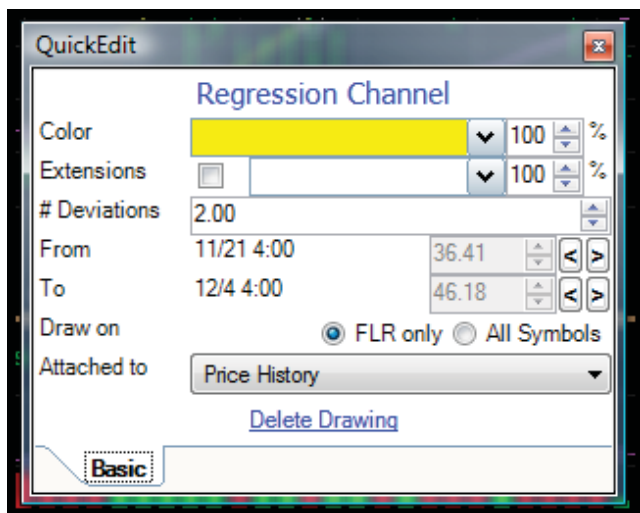 QuickEdit
Regression Channel
Color 100 %
Extensions 100 %
# Deviations 2.00
From 11/21 4:00 36.41 < >
To 12/4 4:00 46.18 < >
Draw on FLR only All Symbols
Attached to Price History
Delete Drawing
Basic